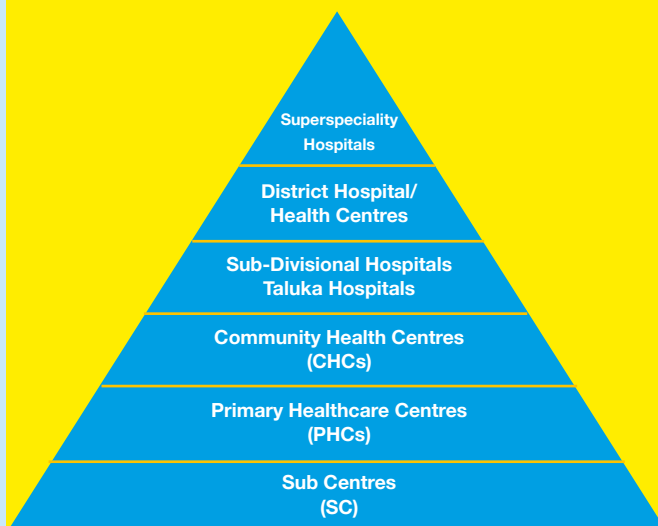 Superspeciality
Hospitals
District Hospital/
Health Centres
Sub-Divisional Hospitals
Taluka Hospitals
Community Health Centres
(CHCs)
Primary Healthcare Centres
(PHCs)
Sub Centres
(SC)